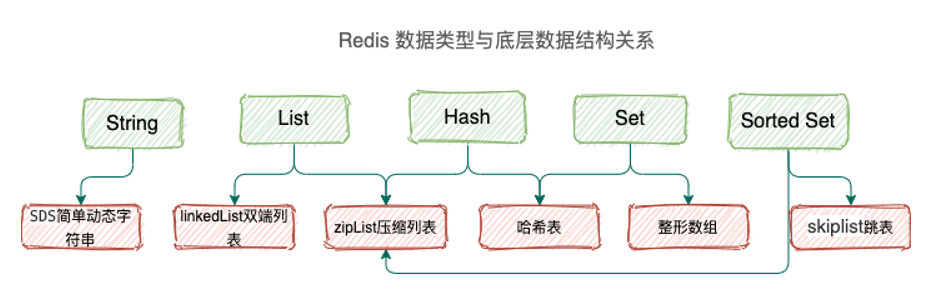 Redis 数据类型与底层数据结构关系
String
List
Hash
Set
Sorted Set
SDS简单动态字
符串
linkedList双端列
表
zipList压缩列表
哈希表
整形数组
skiplist跳表